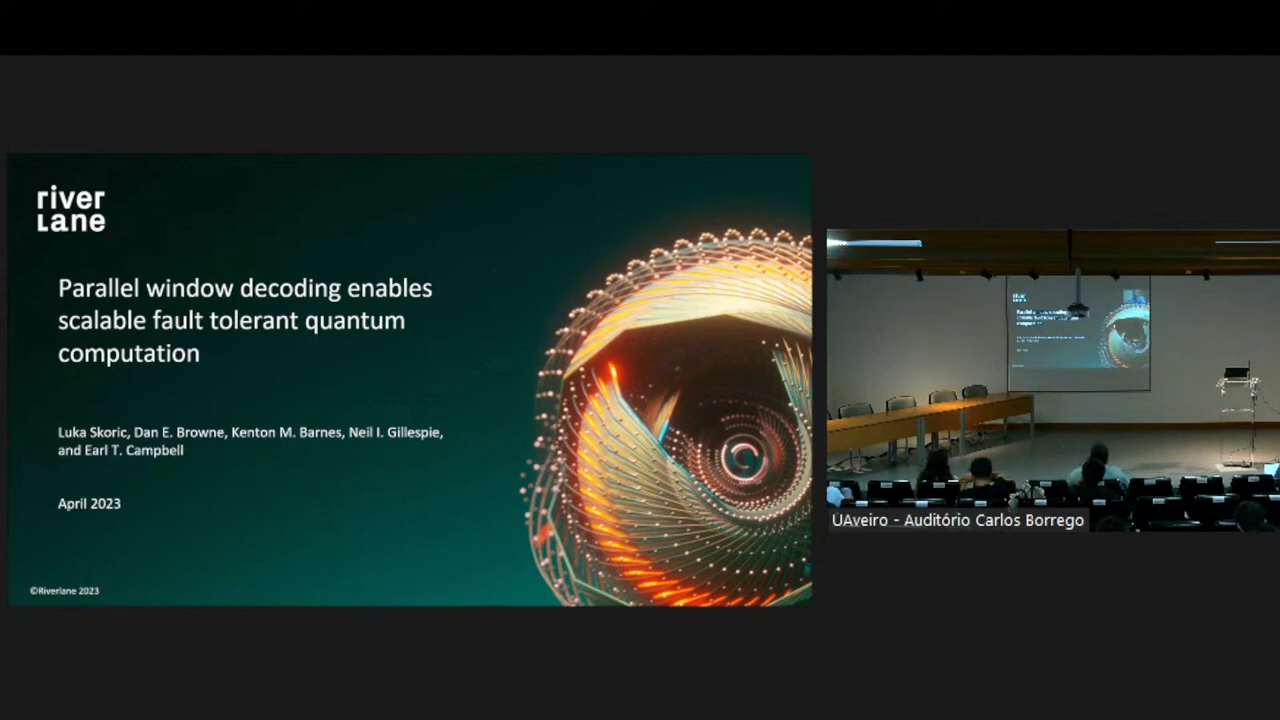 river
Lane
Parallel window decoding enables
scalable fault tolerant quantum
computation
Luka Skoric, Dan E. Browne, Kenton M. Barnes, Neil I. Gillespie,
and Earl T. Campbell
April 2023
©Riverlane 2023
UAveiro - Auditório Carlos Borrego